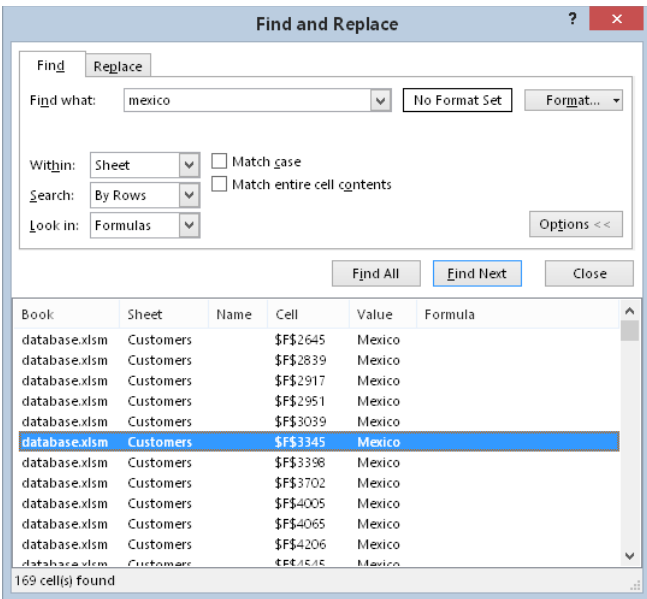 Find and Replace ? ×
Find Replace
Find what: mexico No Format Set Format...
Within: Sheet Match case
Match entire cell contents
Search: By Rows
Look in: Formulas Options <<
Find All Find Next Close
Book Sheet Name Cell Value Formula
database.xlsm Customers $F$2645 Mexico
database.xlsm Customers $F$2839 Mexico
database.xlsm Customers $F$2917 Mexico
database.xlsm Customers $F$2951 Mexico
database.xlsm Customers $F$3039 Mexico
database.xlsm Customers $F$3345 Mexico
database.xlsm Customers $F$3398 Mexico
database.xlsm Customers $F$3702 Mexico
database.xlsm Customers $F$4005 Mexico
database.xlsm Customers $F$4065 Mexico
database.xlsm Customers $F$4206 Mexico
database.xlsm Customers $F$4545 Mexico
169 cell(s) found